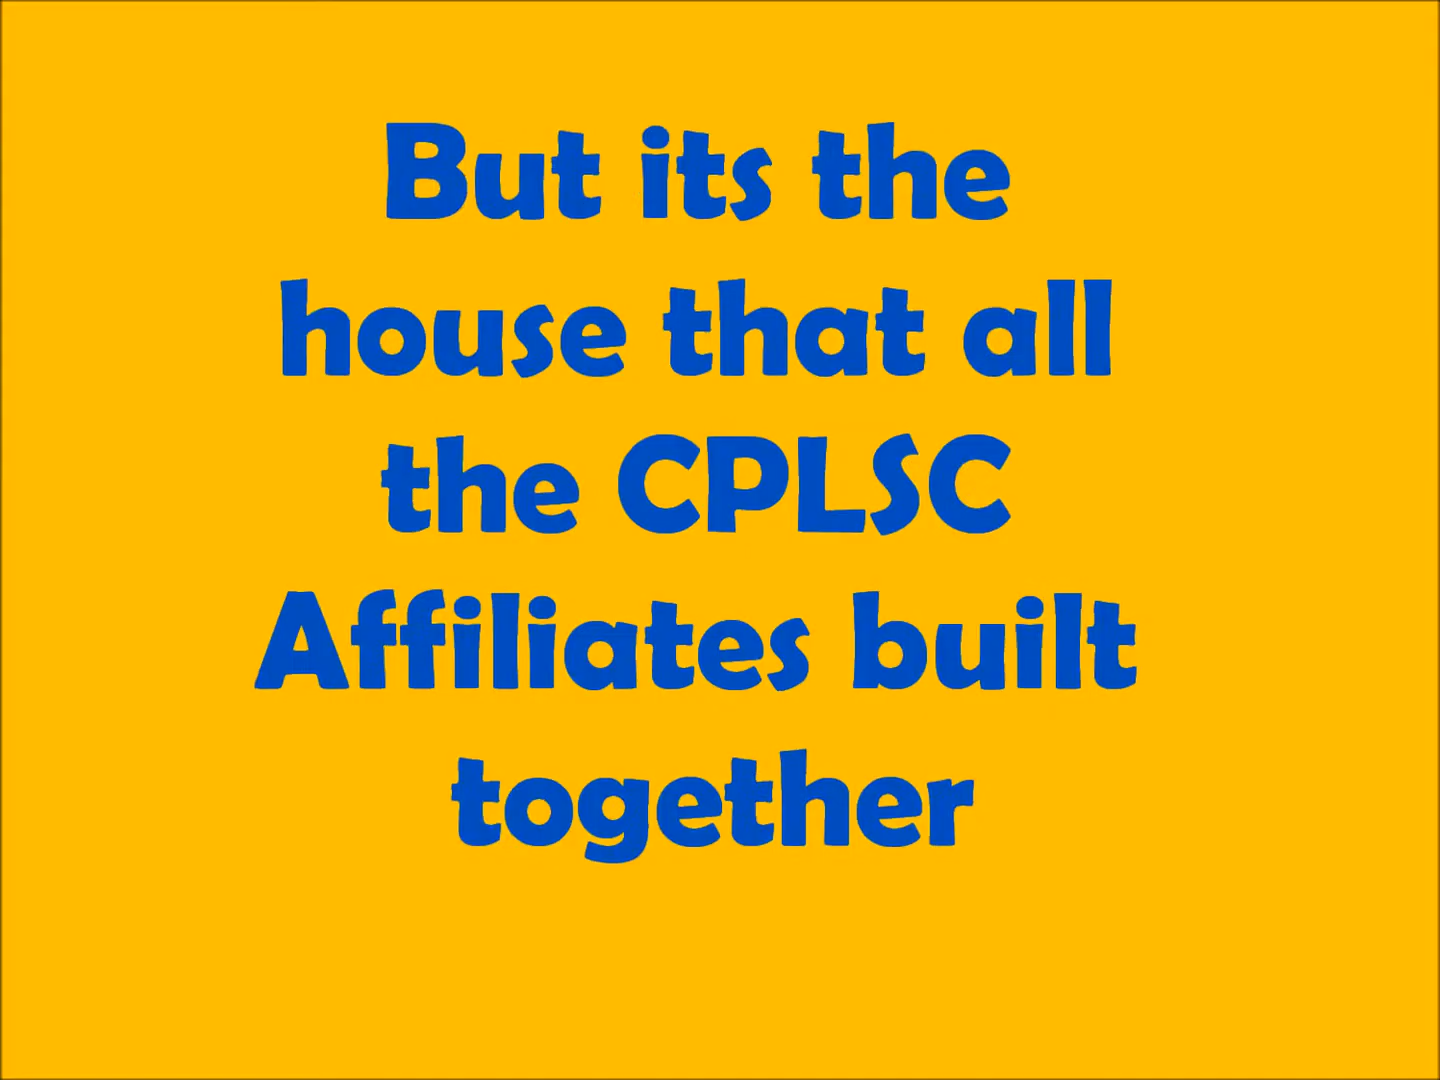 But its the
house that all
the CPLSC
Affiliates built
together